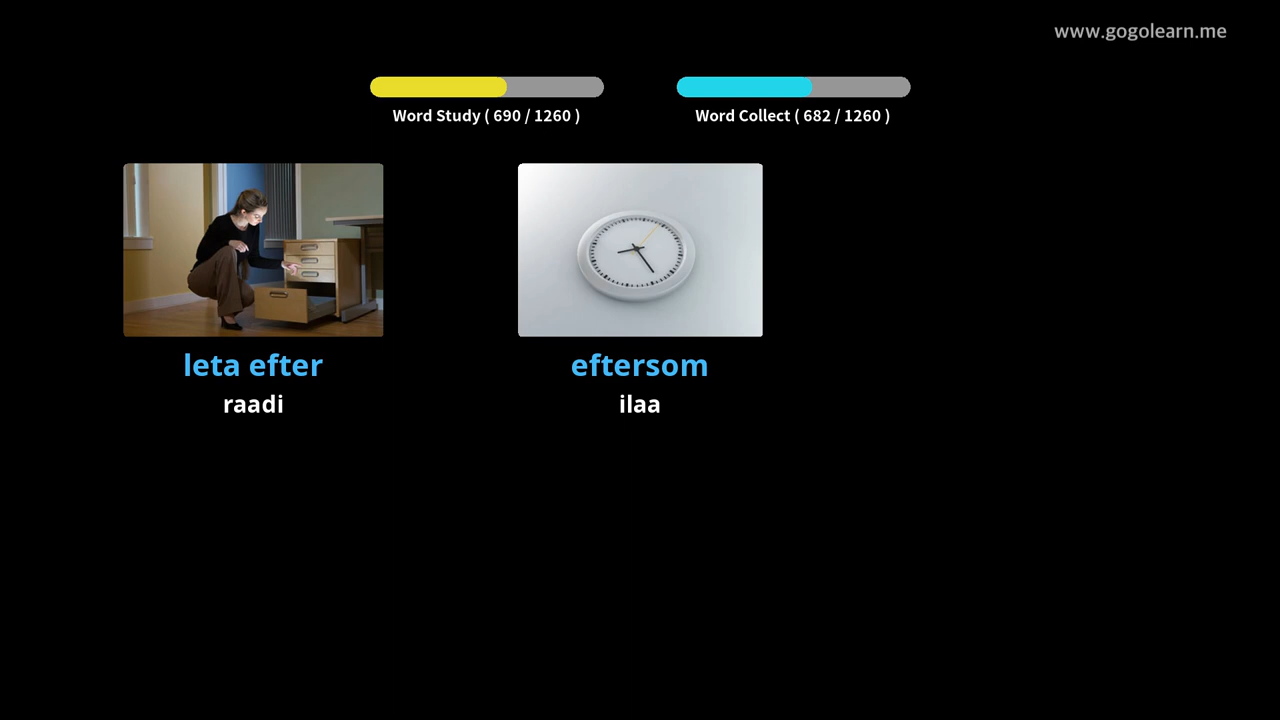 www.gogolearn.me
Word Study ( 690 / 1260 )
Word Collect ( 682 / 1260 )
leta efter
raadi
eftersom
ilaa